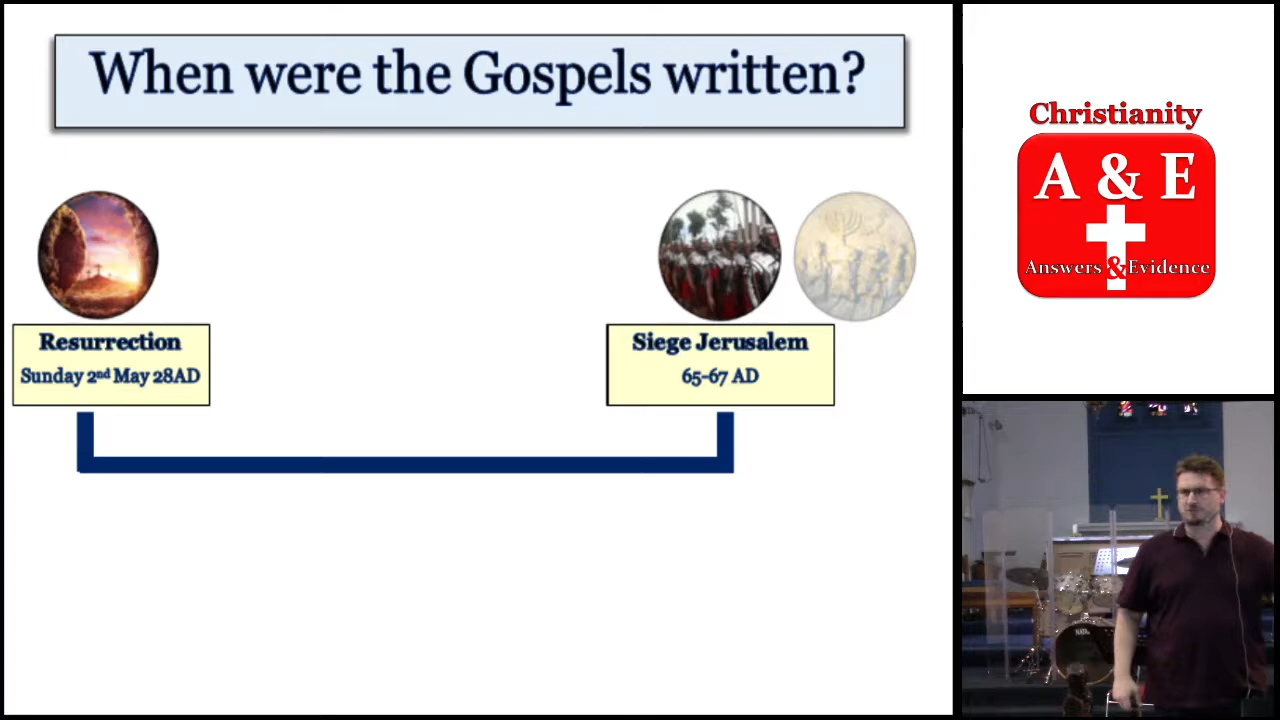 When were the Gospels written?
Resurrection
Sunday 2nd May 28AD
Siege Jerusalem
65-67 AD
Christianity
A & E
Answers & Evidence